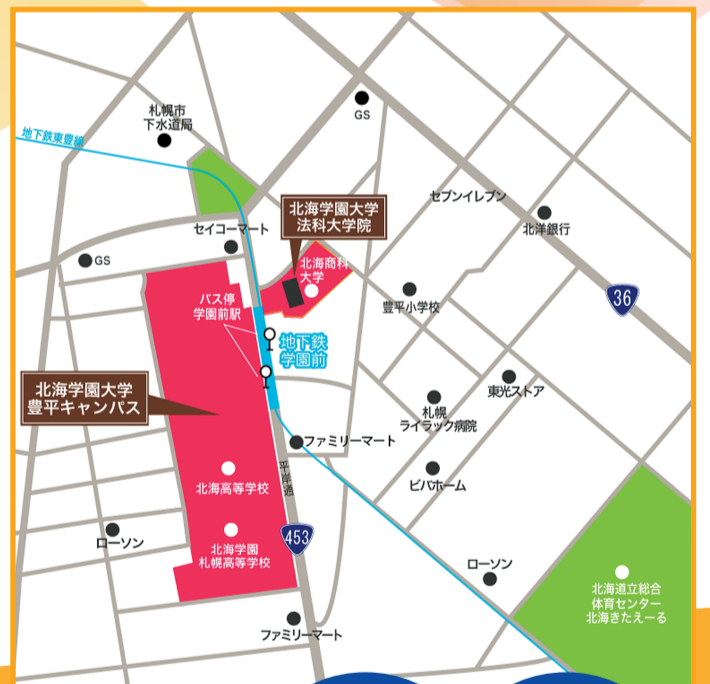 札幌市
下水道局
GS
地下鉄東豊線
セブンイレブン
北海学園大学
法科大学院
北洋銀行
セイコーマート
GS
北海商科
大学
バス停
学園前駅
豊平小学校
36
地下鉄
学園前
北海学園大学
豊平キャンパス
東光ストア
札幌
ライラック病院
ファミリーマート
平岸通
北海高等学校
ビバホーム
ローソン
453
北海学園
札幌高等学校
ローソン
北海道立総合
体育センター
北海きたえーる
ファミリーマート